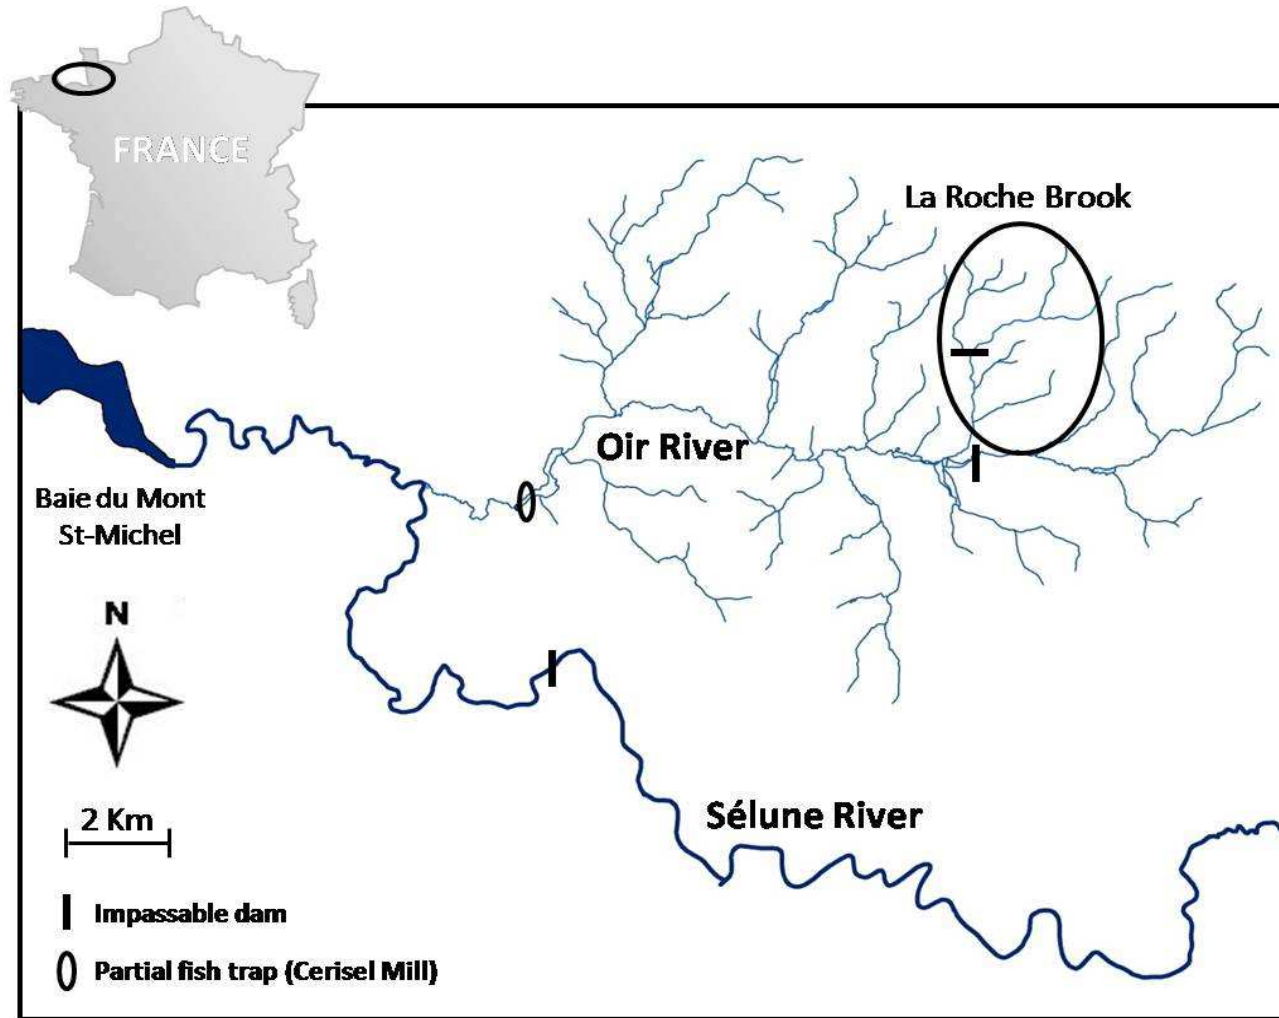 FRANCE
La Roche Brook
Oir River
Baie du Mont
St-Michel
N
Sélune River
2 Km
Impassable dam
Partial fish trap (Cerisel Mill)